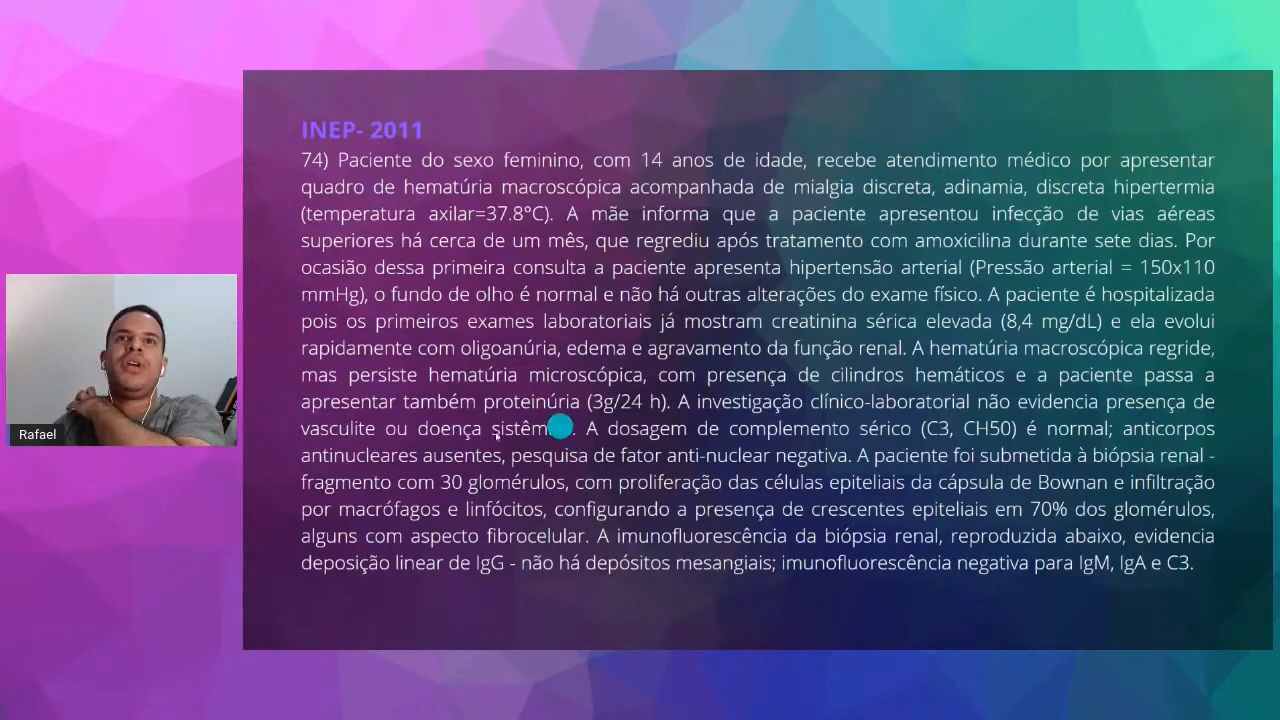 INEP- 2011
74) Paciente do sexo feminino, com 14 anos de idade, recebe atendimento médico por apresentar
quadro de hematúria macroscópica acompanhada de mialgia discreta, adinamia, discreta hipertermia
(temperatura axilar=37.8°C). A mãe informa que a paciente apresentou infecção de vias aéreas
superiores há cerca de um mês, que regrediu após tratamento com amoxicilina durante sete dias. Por
ocasião dessa primeira consulta a paciente apresenta hipertensão arterial (Pressão arterial = 150x110
mmHg), o fundo de olho é normal e não há outras alterações do exame físico. A paciente é hospitalizada
pois os primeiros exames laboratoriais já mostram creatinina sérica elevada (8,4 mg/dL) e ela evolui
rapidamente com oligoanúria, edema e agravamento da função renal. A hematúria macroscópica regride,
mas persiste hematúria microscópica, com presença de cilindros hemáticos e a paciente passa a
apresentar também proteinúria (3g/24 h). A investigação clínico-laboratorial não evidencia presença de
vasculite ou doença A dosagem de complemento sérico (C3, CH50) é normal; anticorpos
antinucleares ausentes, pesquisa de fator anti-nuclear negativa. A paciente foi submetida à biópsia renal -
fragmento com 30 glomérulos, com proliferação das células epiteliais da cápsula de Bownan e infiltração
por macrófagos e linfócitos, configurando a presença de crescentes epiteliais em 70% dos glomérulos,
alguns com aspecto fibrocelular. A imunofluorescência da biópsia renal, reproduzida abaixo, evidencia
deposição linear de IgG - não há depósitos mesangiais; imunofluorescência negativa para IgM, IgA e C3.
Rafael